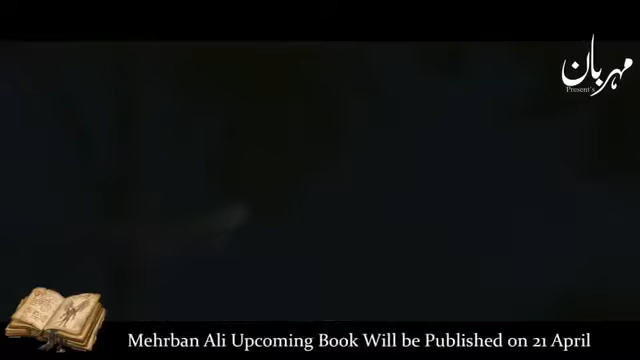 مہربان
Present's
Mehrban Ali Upcoming Book Will be Published on 21 April